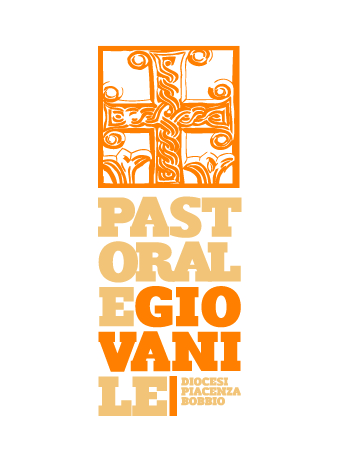 PAST
ORAL
EGIO
VANI
LE
DIOCESI
PIACENZA
BOBBIO